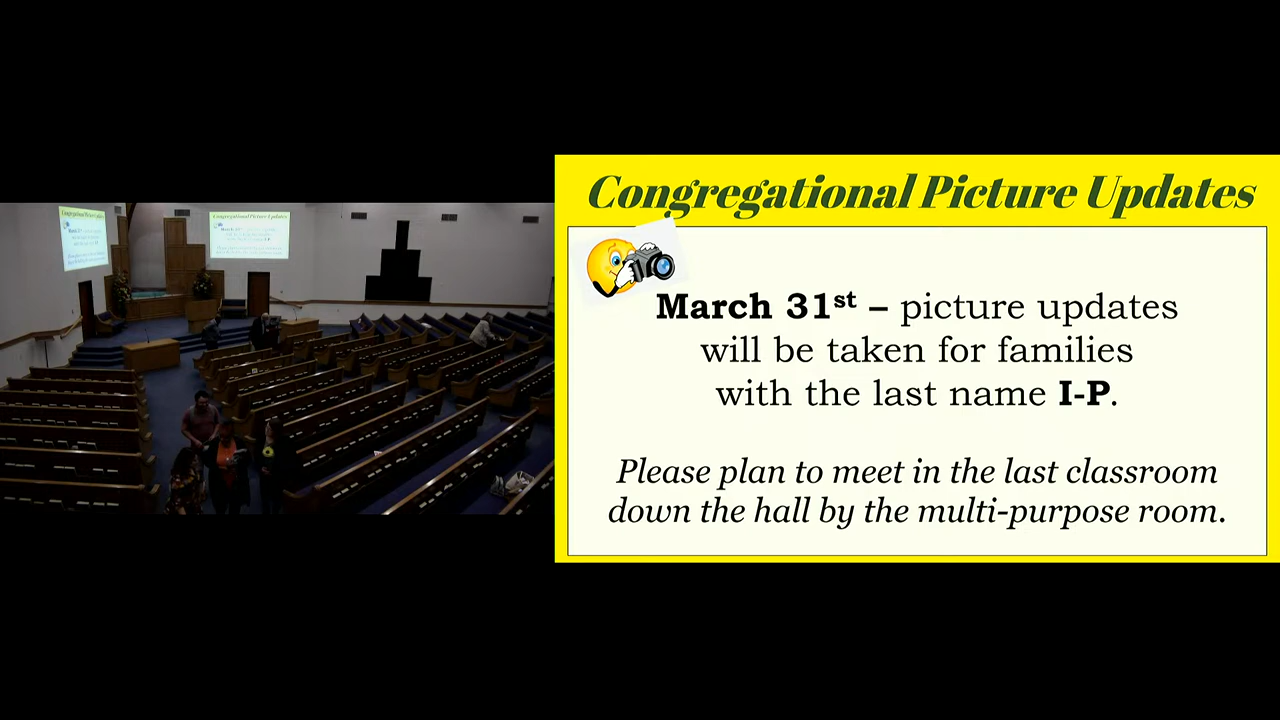 Congregational Picture Updates
March 31st – picture updates
will be taken for families
with the last name I-P.
Please plan to meet in the last classroom
down the hall by the multi-purpose room.